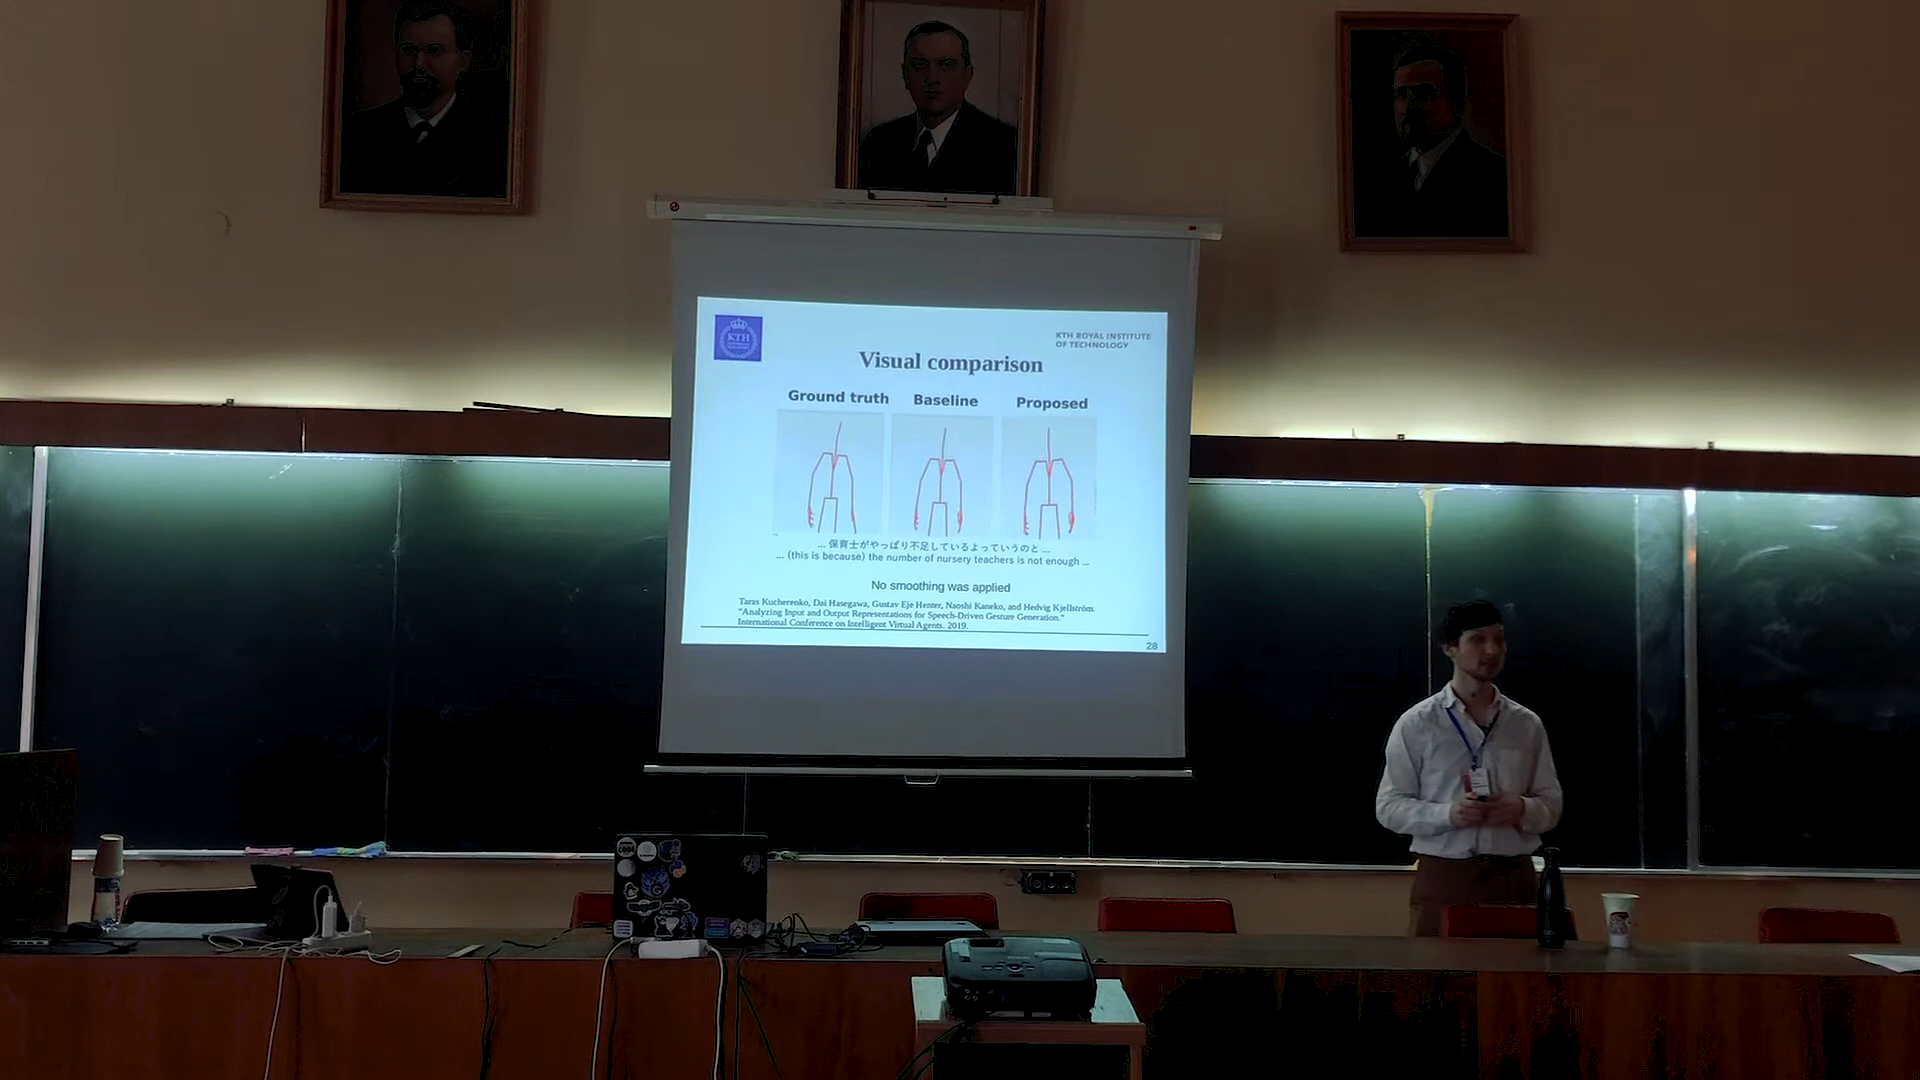 KTH
KTH ROYAL INSTITUTE
OF TECHNOLOGY
Visual comparison
Ground truth Baseline Proposed
... 保育士がやっぱり不足しているよっていうのと ...
... (this is because) the number of nursery teachers is not enough ...
No smoothing was applied
Taras Kucherenko, Dai Hasegawa, Gustav Eje Henter, Naoshi Kaneko, and Hedvig Kjellström.
"Analyzing Input and Output Representations for Speech-Driven Gesture Generation."
International Conference on Intelligent Virtual Agents. 2019.
28